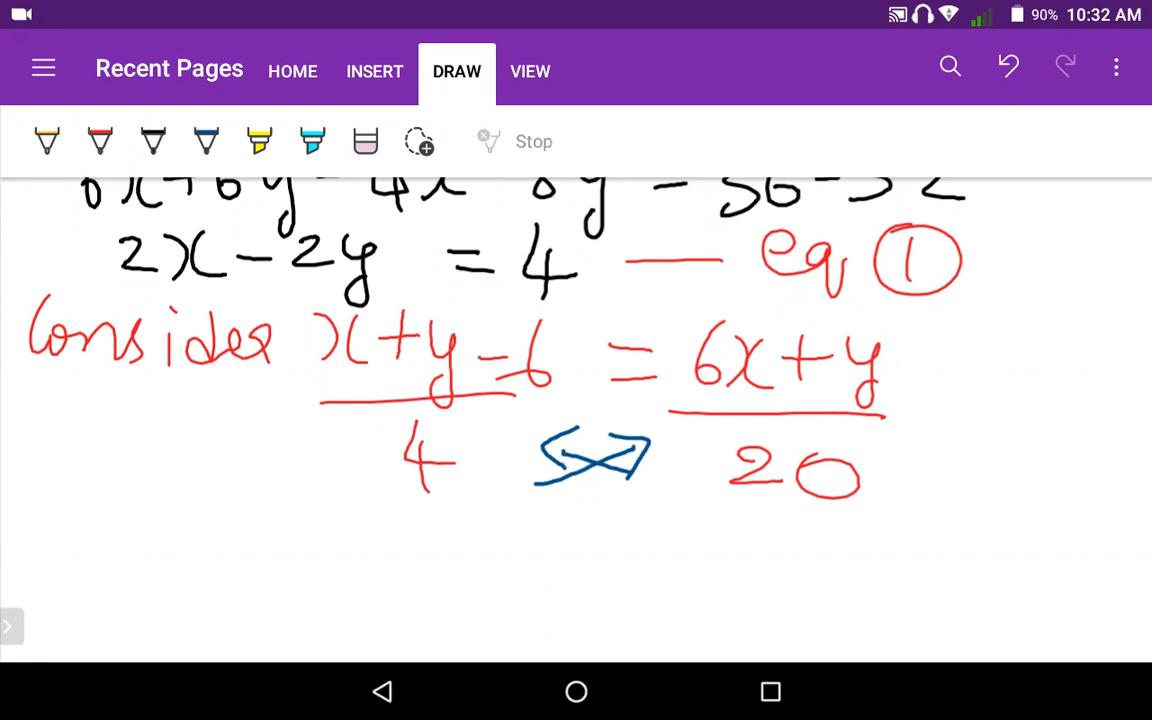 90% 10:32 AM
Recent Pages HOME INSERT DRAW VIEW
Stop
2x - 2y = 4 — eq ①
Consider x+y-6 = 6x+y
4 20